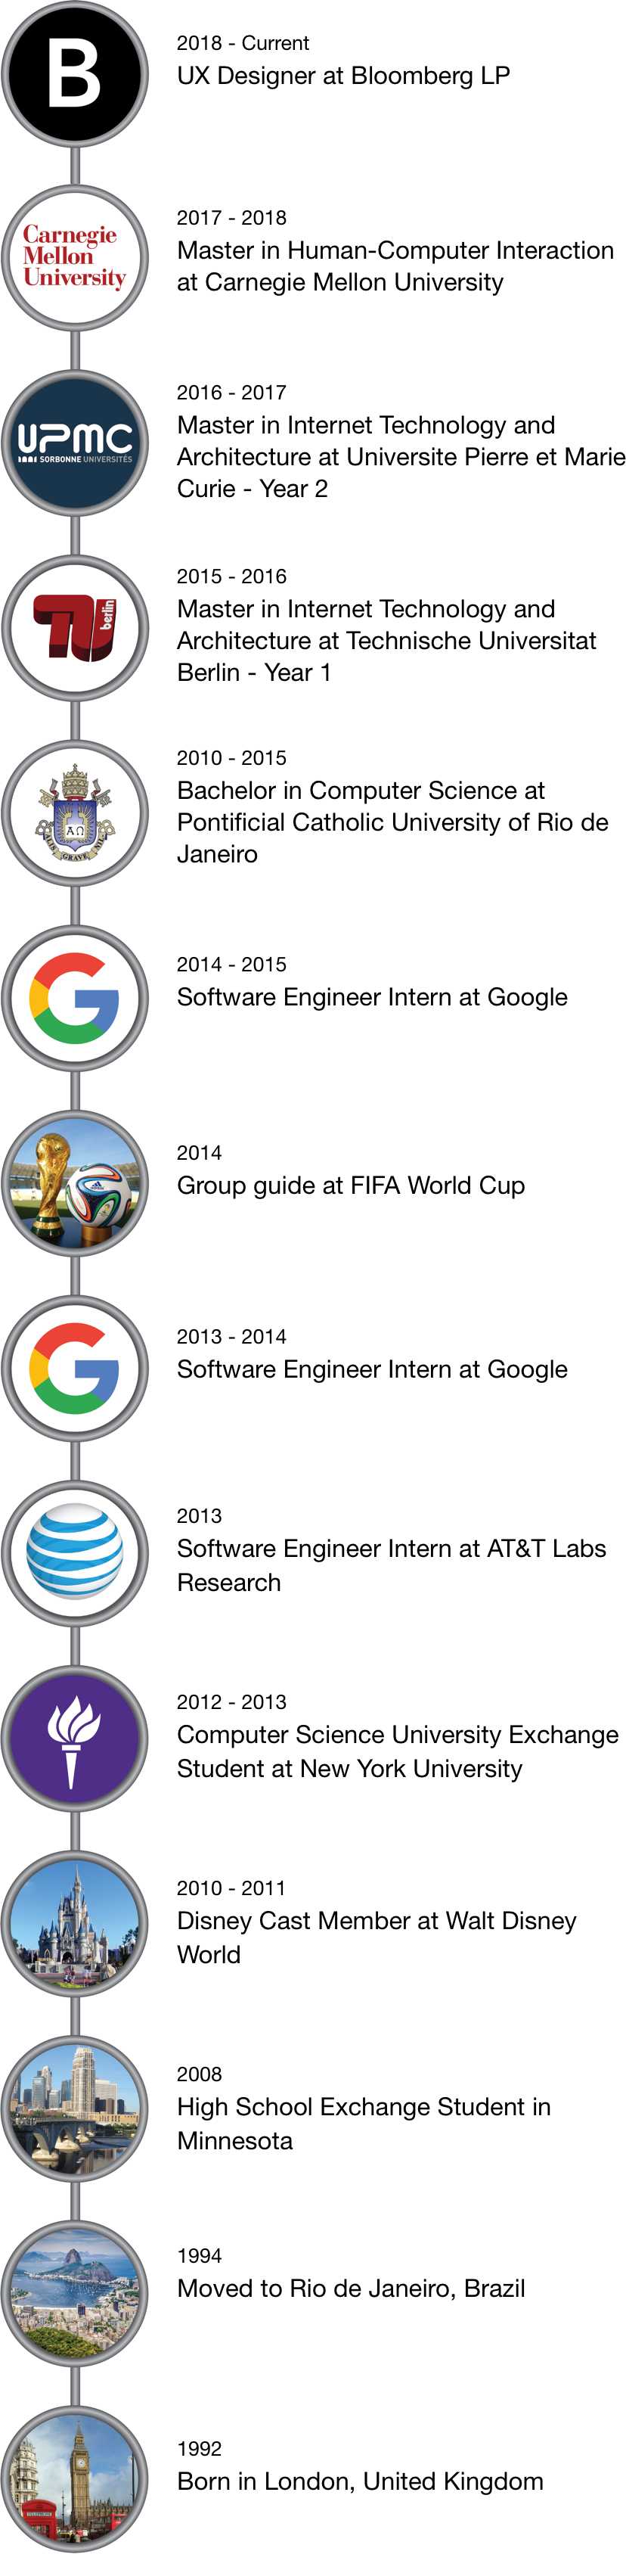 B
2018 - Current
UX Designer at Bloomberg LP
Carnegie
Mellon
University
2017 - 2018
Master in Human-Computer Interaction
at Carnegie Mellon University
UPMC
SORBONNE UNIVERSITÉS
2016 - 2017
Master in Internet Technology and
Architecture at Universite Pierre et Marie
Curie - Year 2
berlin
2015 - 2016
Master in Internet Technology and
Architecture at Technische Universitat
Berlin - Year 1
ΑΩ
ALIS GRAVE NIL
2010 - 2015
Bachelor in Computer Science at
Pontificial Catholic University of Rio de
Janeiro
G
2014 - 2015
Software Engineer Intern at Google
2014
Group guide at FIFA World Cup
G
2013 - 2014
Software Engineer Intern at Google
2013
Software Engineer Intern at AT&T Labs
Research
2012 - 2013
Computer Science University Exchange
Student at New York University
2010 - 2011
Disney Cast Member at Walt Disney
World
2008
High School Exchange Student in
Minnesota
1994
Moved to Rio de Janeiro, Brazil
TELEPHONE
1992
Born in London, United Kingdom